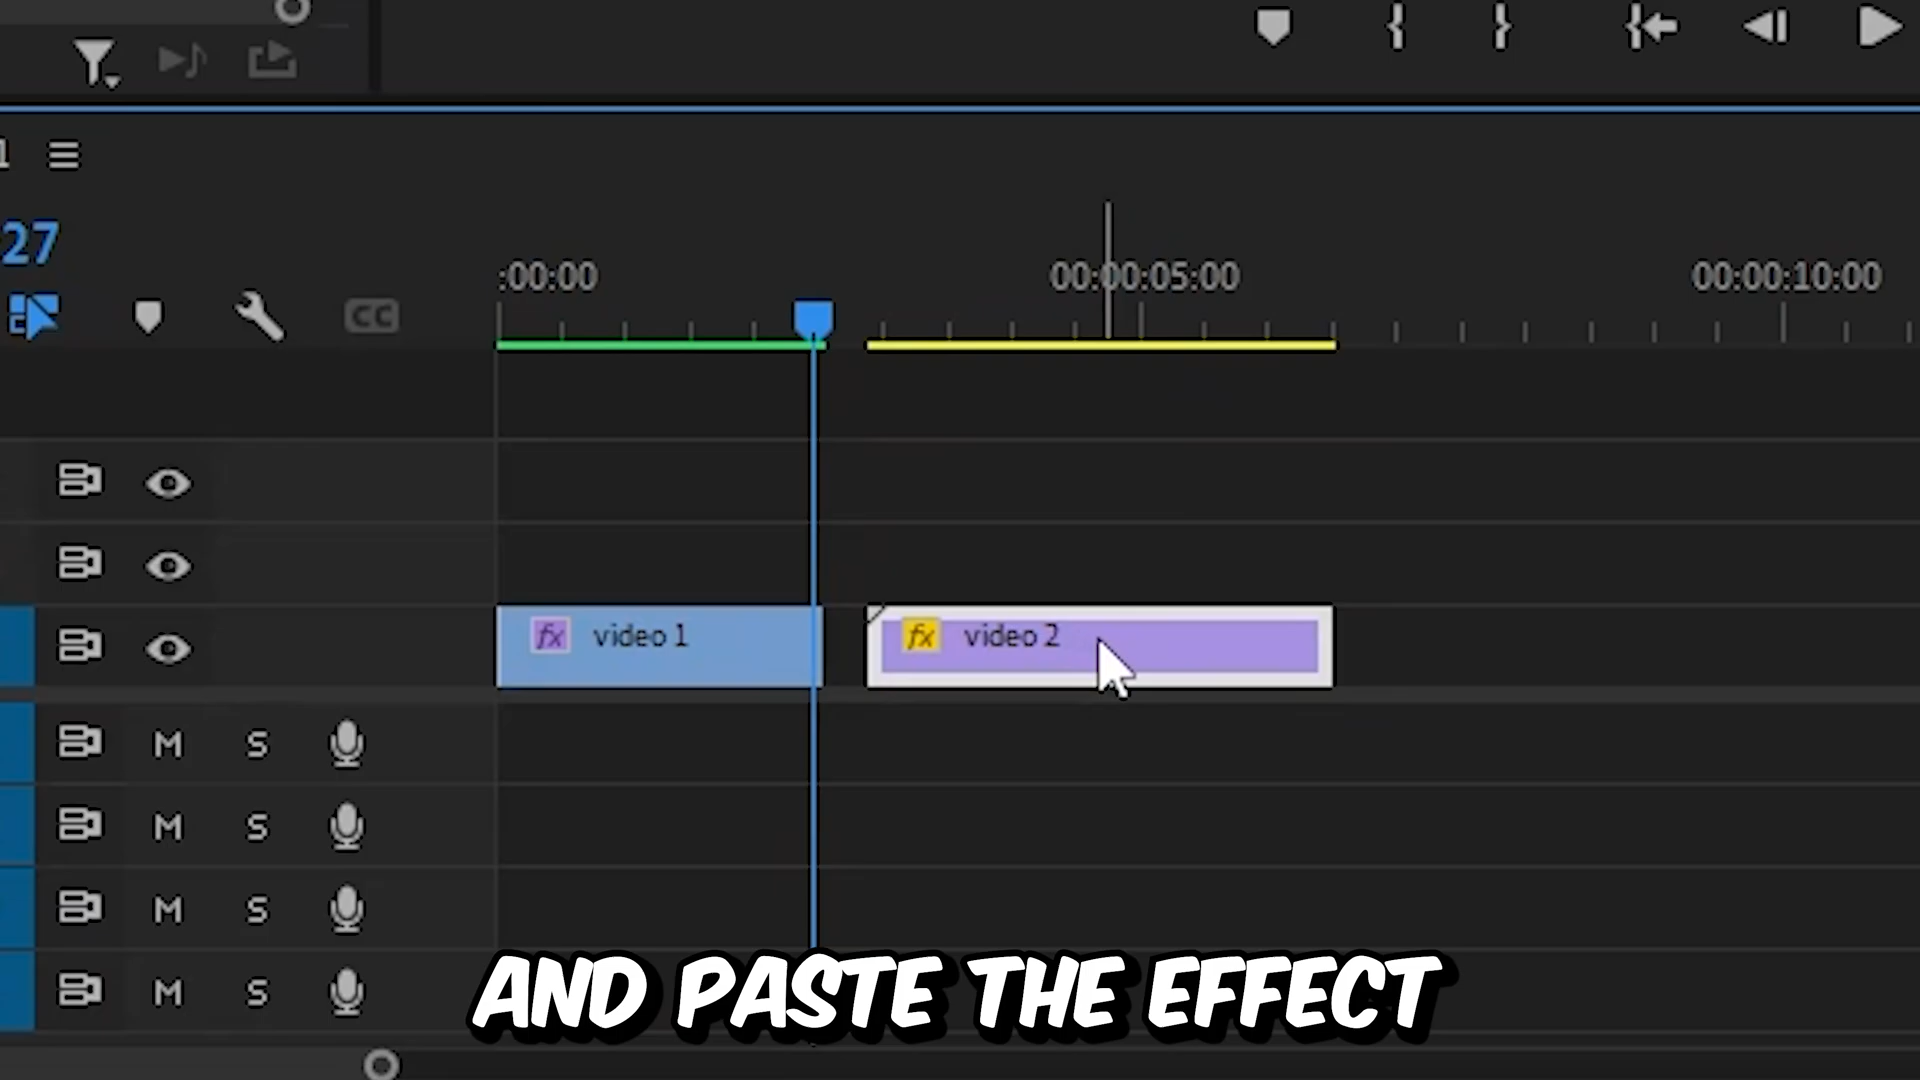 1
27
:00:00
00:00:05:00
00:00:10:00
CC
fx video 1
fx video 2
M S
M S
M S
M S
AND PASTE THE EFFECT